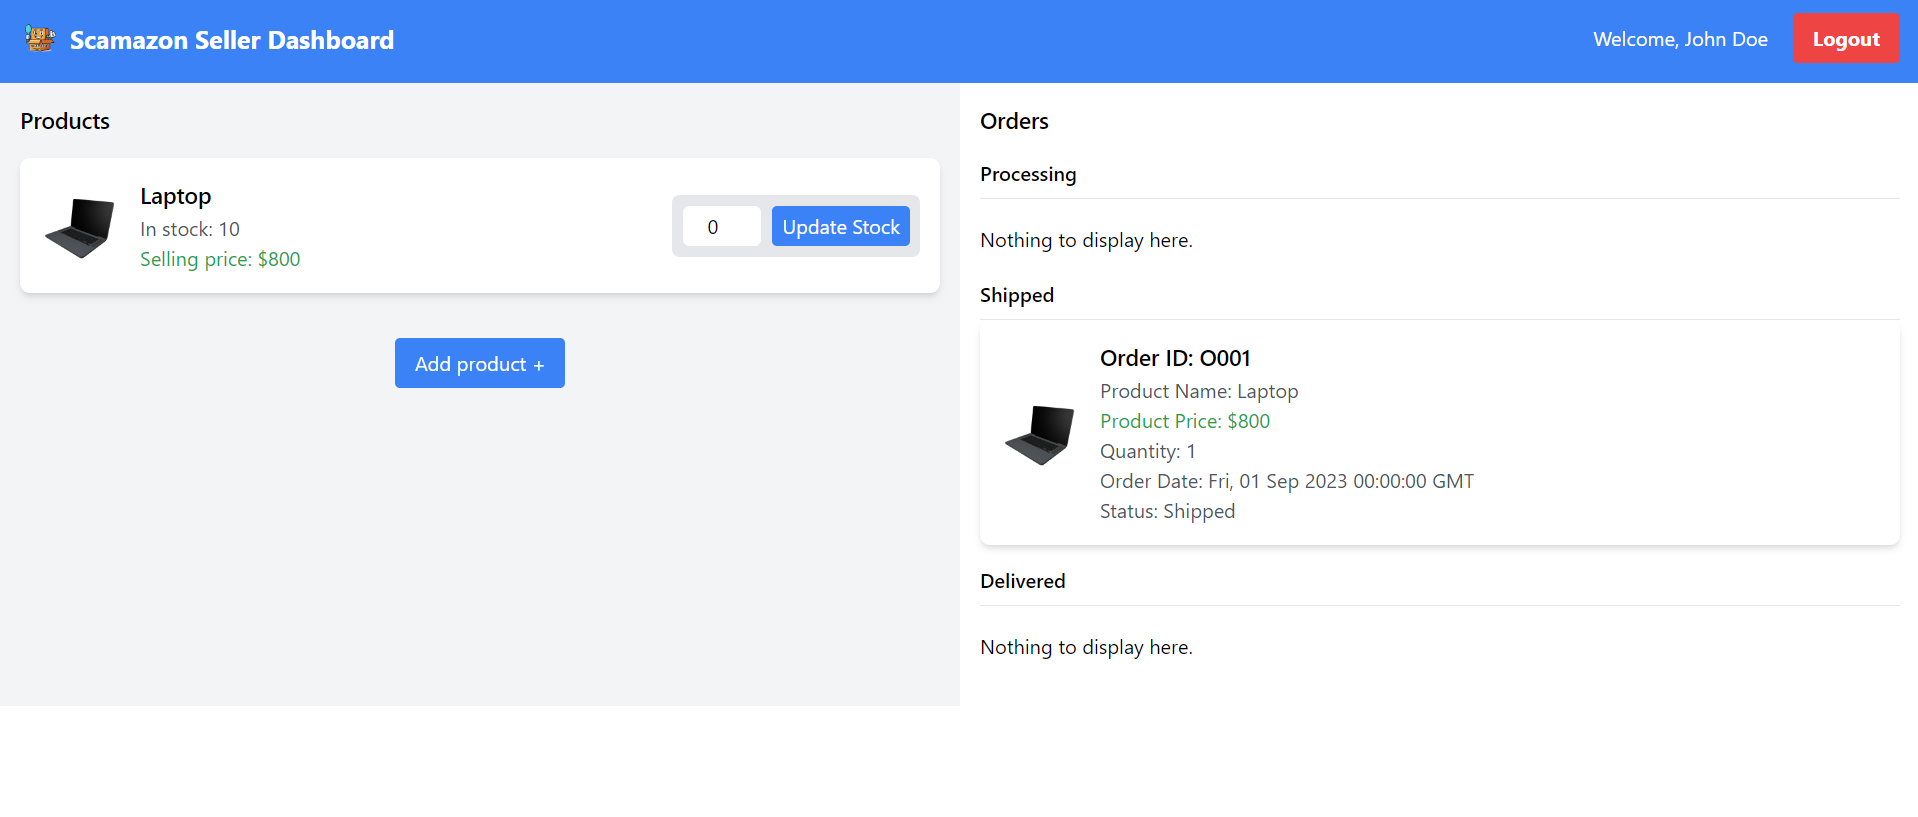 Scamazon Seller Dashboard
Welcome, John Doe
Logout
Products
Laptop
In stock: 10
Selling price: $800
0
Update Stock
Add product +
Orders
Processing
Nothing to display here.
Shipped
Order ID: O001
Product Name: Laptop
Product Price: $800
Quantity: 1
Order Date: Fri, 01 Sep 2023 00:00:00 GMT
Status: Shipped
Delivered
Nothing to display here.